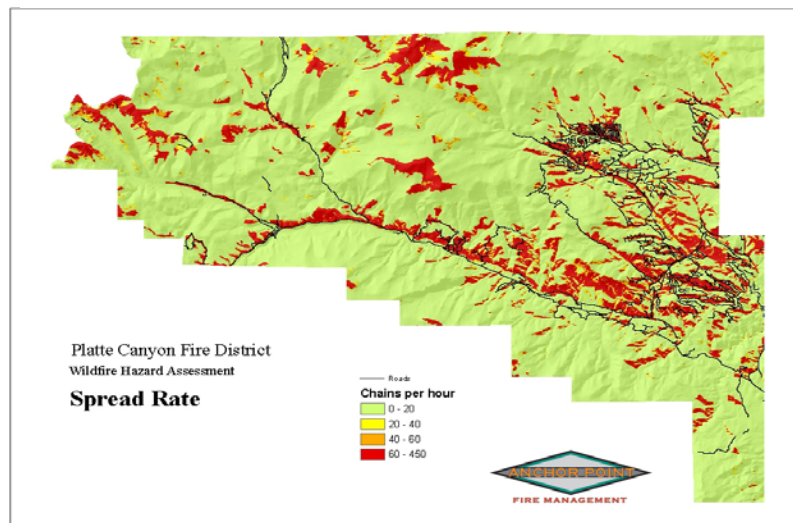 Platte Canyon Fire District
Wildfire Hazard Assessment
Spread Rate
Roads
Chains per hour
0 - 20
20 - 40
40 - 60
60 - 450
ANCHOR POINT
FIRE MANAGEMENT